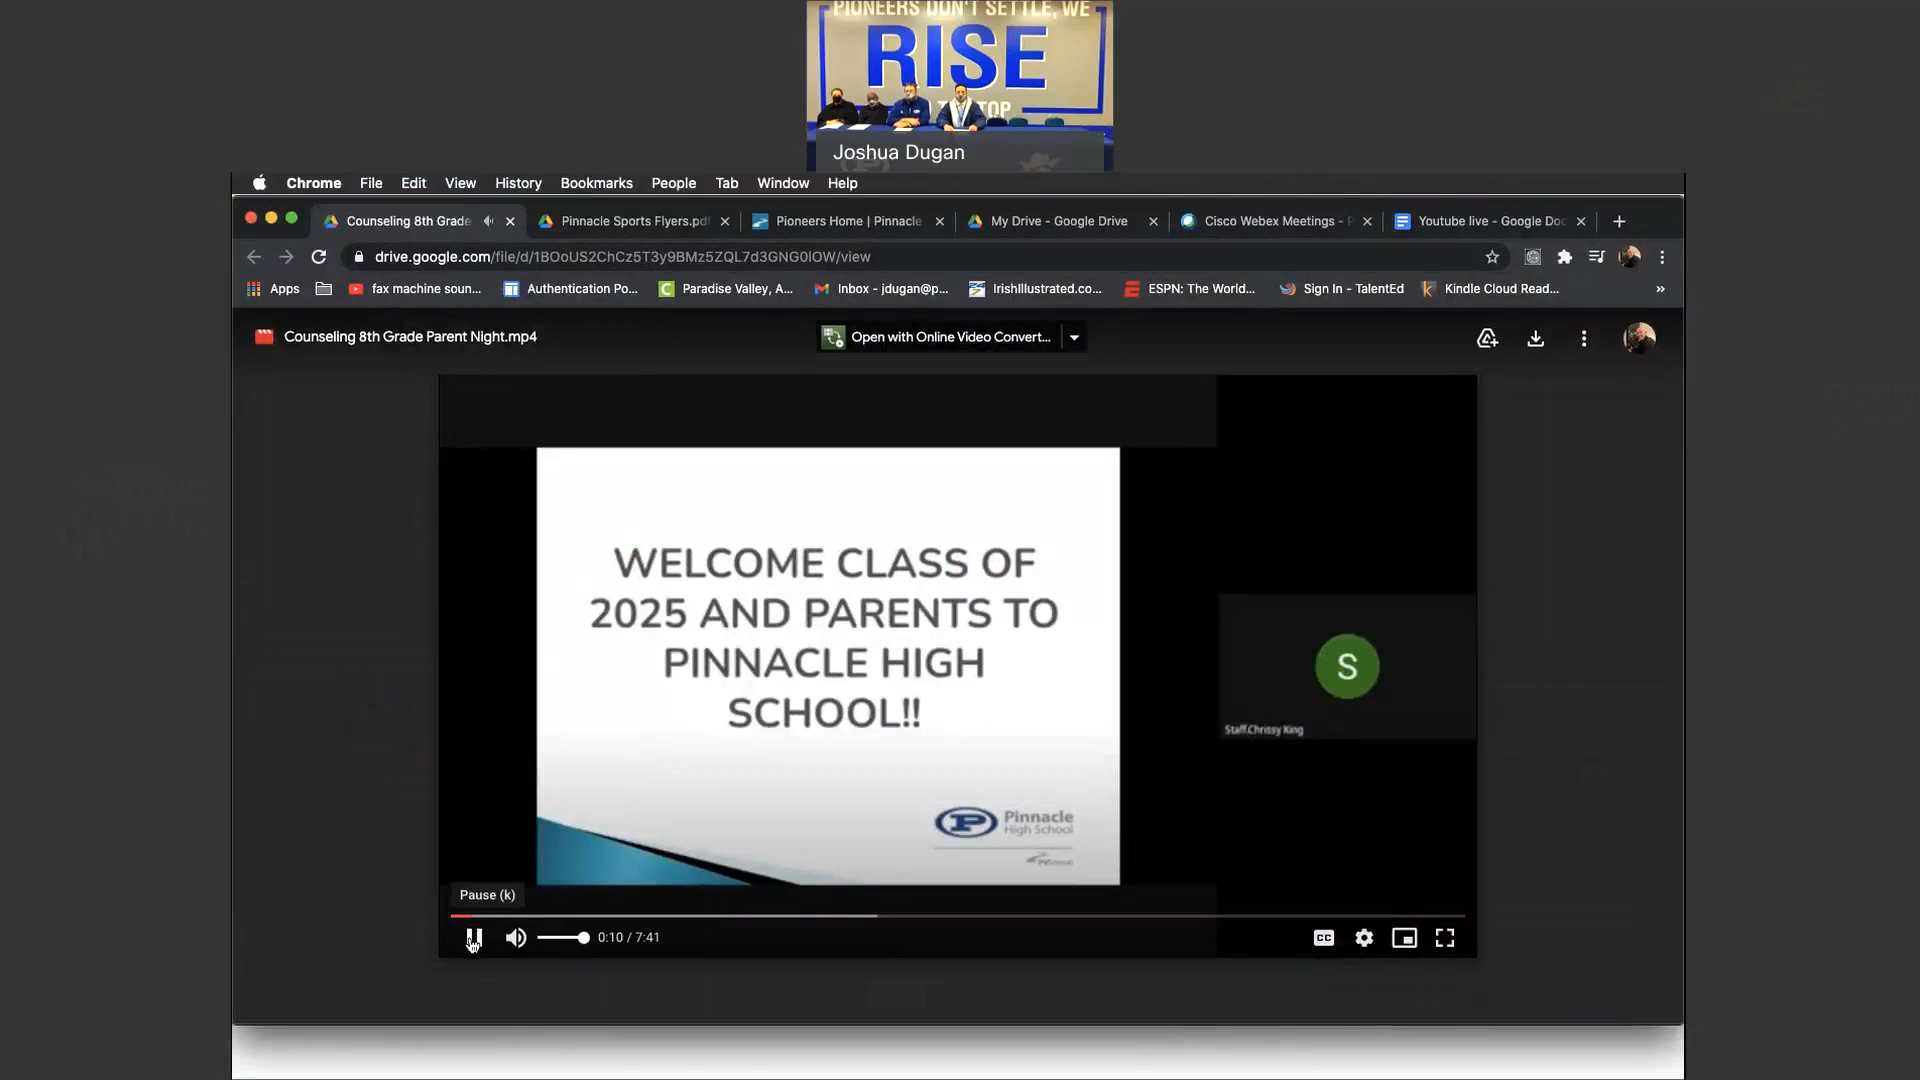 PIONEERS DON'T SETTLE, WE
RISE
TOP
Joshua Dugan
Chrome File Edit View History Bookmarks People Tab Window Help
Counseling 8th Grade Pinnacle Sports Flyers.pdf Pioneers Home | Pinnacle My Drive - Google Drive Cisco Webex Meetings - Youtube live - Google Doc
drive.google.com/file/d/1BOoUS2ChCz5T3y9BMz5ZQL7d3GNG0lOW/view
Apps fax machine soun... Authentication Po... Paradise Valley, A... Inbox - jdugan@p... IrishIllustrated.co... ESPN: The World... Sign In - TalentEd Kindle Cloud Read... »
Counseling 8th Grade Parent Night.mp4 Open with Online Video Convert...
WELCOME CLASS OF
2025 AND PARENTS TO
PINNACLE HIGH
SCHOOL!!
S
Staff.Chrissy King
P Pinnacle
High School
Pause (k)
0:10 / 7:41 CC